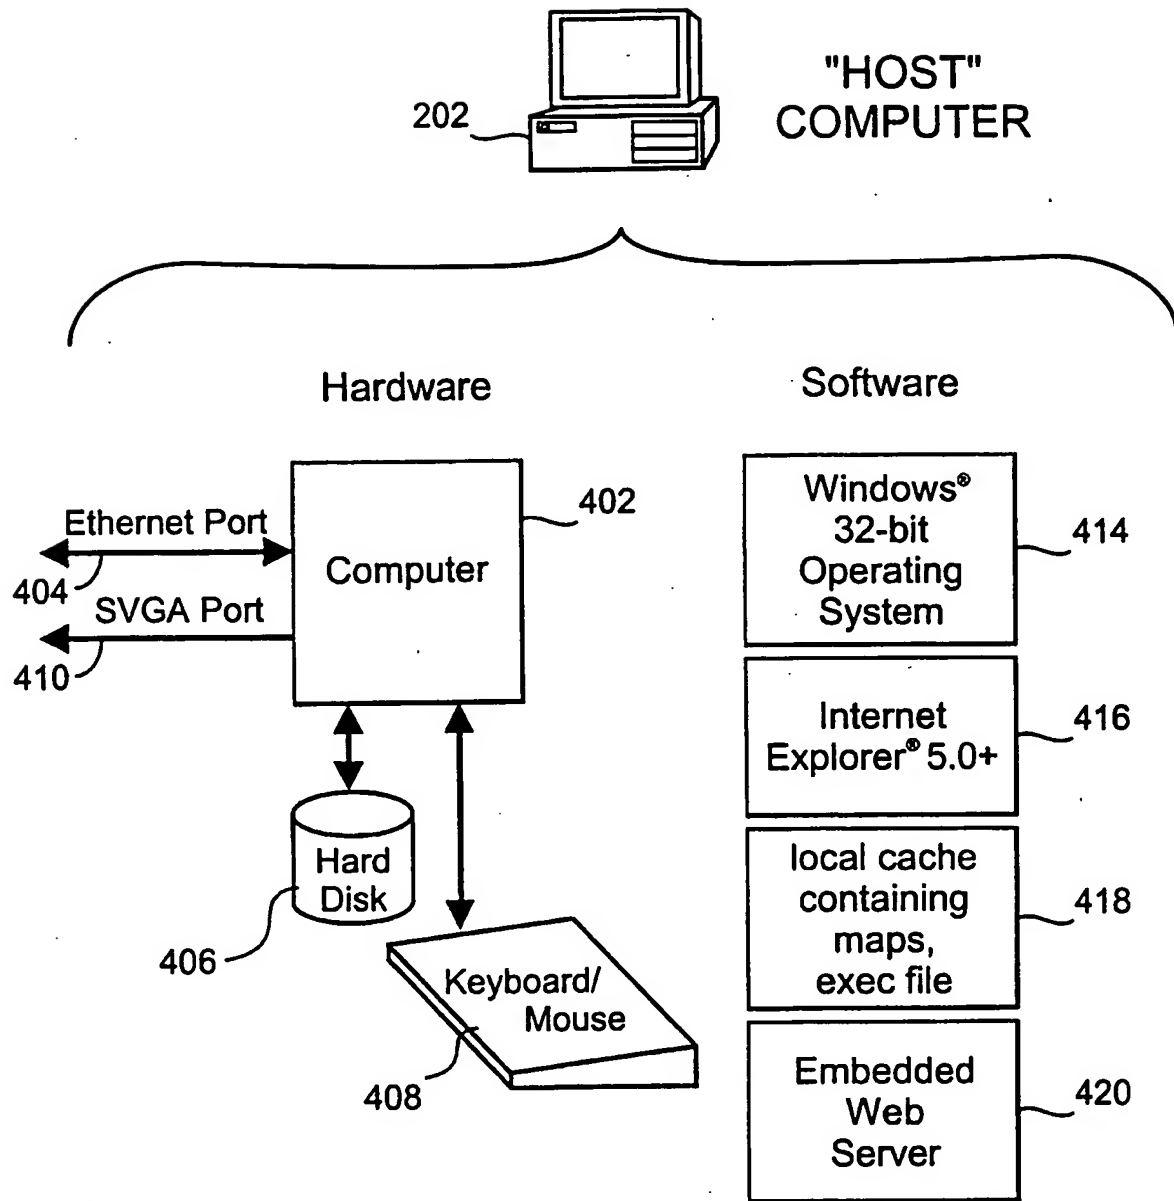 "HOST"
COMPUTER
202
Hardware
Software
Ethernet Port
404
SVGA Port
410
Computer
402
Hard
Disk
406
Keyboard/
Mouse
408
Windows®
32-bit
Operating
System
414
Internet
Explorer® 5.0+
416
local cache
containing
maps,
exec file
418
Embedded
Web
Server
420